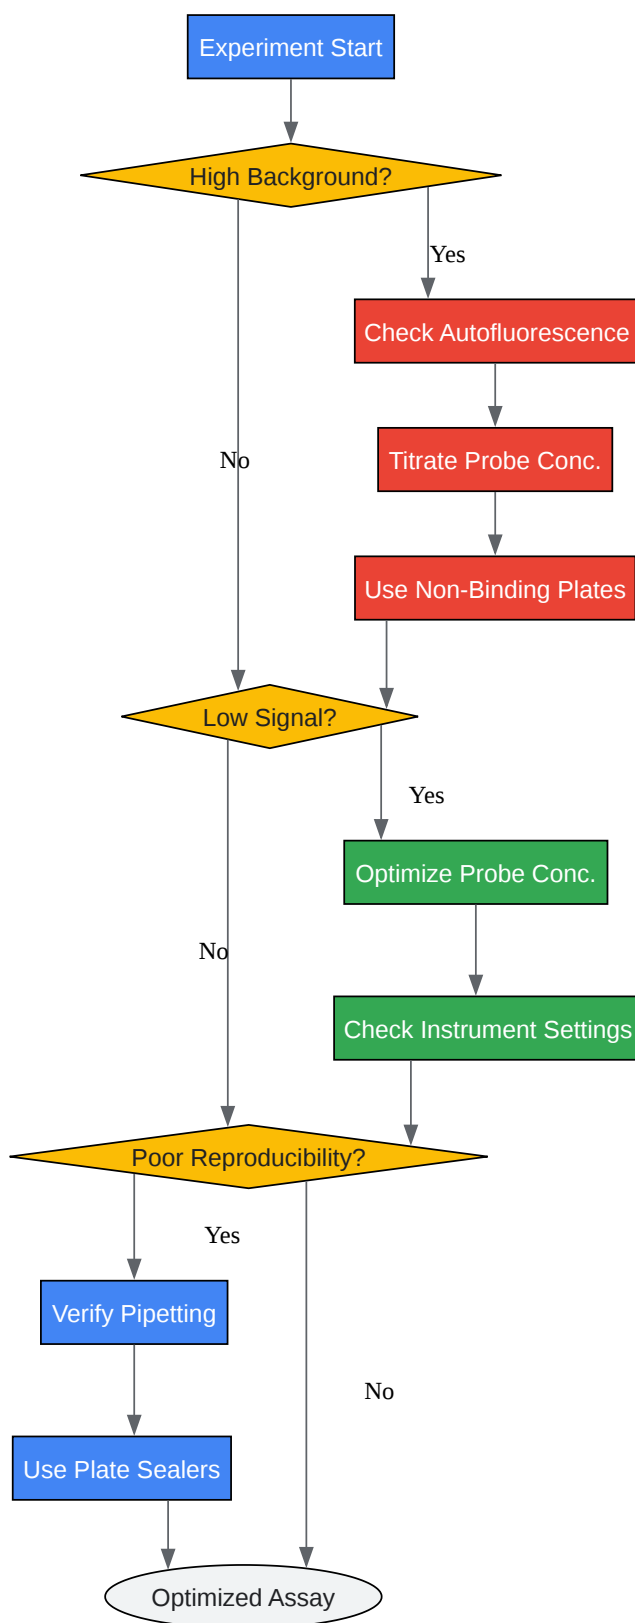 Experiment Start
High Background?
Yes
Check Autofluorescence
No
Titrate Probe Conc.
Use Non-Binding Plates
Low Signal?
Yes
Optimize Probe Conc.
No
Check Instrument Settings
Poor Reproducibility?
Yes
Verify Pipetting
No
Use Plate Sealers
Optimized Assay